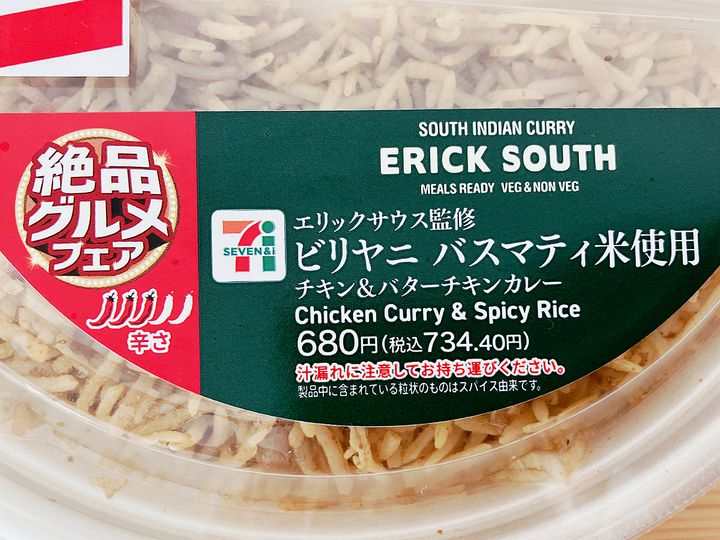 絶品
グルメ
フェア
辛さ
SOUTH INDIAN CURRY
ERICK SOUTH
MEALS READY VEG & NON VEG
SEVEN&i
エリックサウス監修
ビリヤニ バスマティ米使用
チキン&バターチキンカレー
Chicken Curry & Spicy Rice
680円(税込734.40円)
汁漏れに注意してお持ち運びください。
製品中に含まれている粒状のものはスパイス由来です。